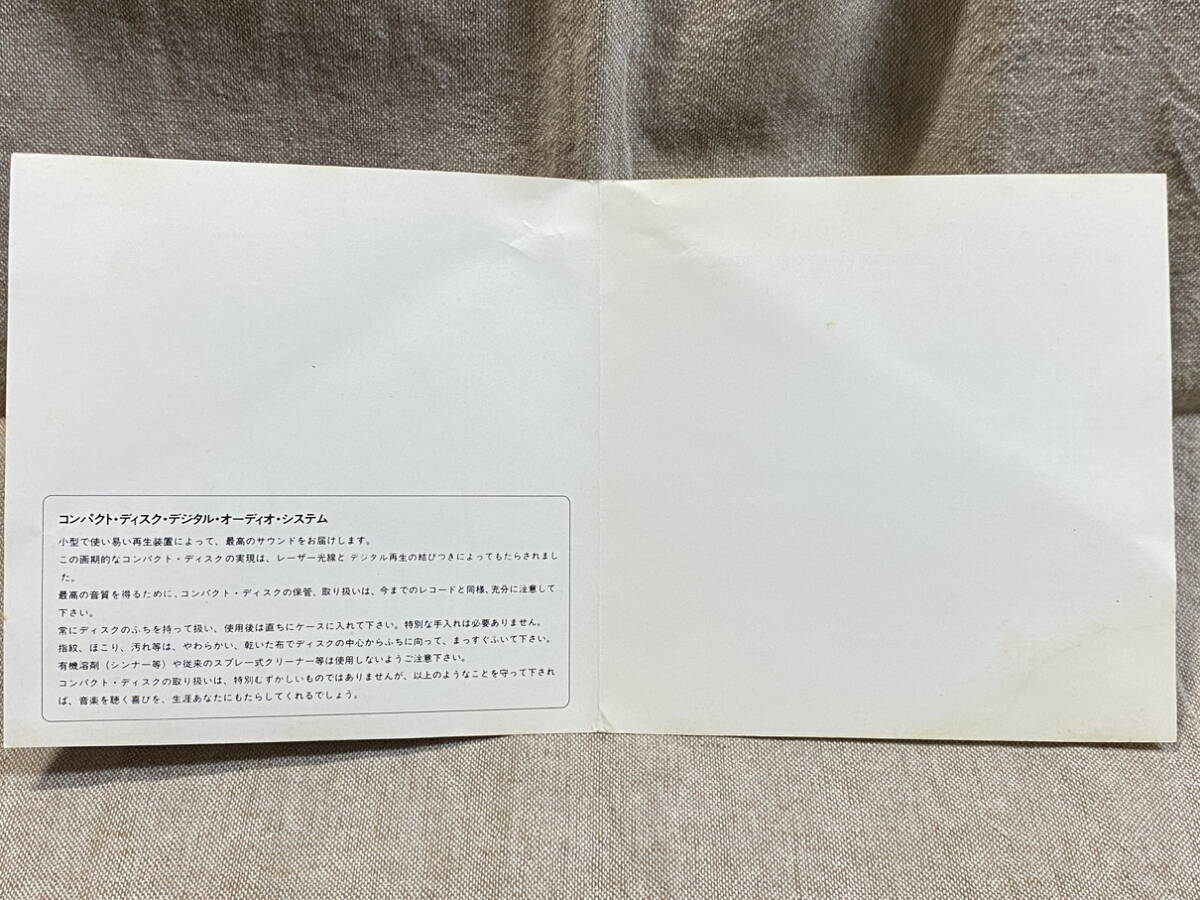 コンパクト・ディスク・デジタル・オーディオ・システム
小型で使い易い再生装置によって、最高のサウンドをお届けします。
この画期的なコンパクト・ディスクの実現は、レーザー光線と デジタル再生の結びつきによってもたらされまし
た。
最高の音質を得るために、コンパクト・ディスクの保管、取り扱いは、今までのレコードと同様、充分に注意して
下さい。
常にディスクのふちを持って扱い、使用後は直ちにケースに入れて下さい。特別な手入れは必要ありません。
指紋、ほこり、汚れ等は、やわらかい、乾いた布でディスクの中心からふちに向って、まっすぐふいて下さい。
有機溶剤（シンナー等）や従来のスプレー式クリーナー等は使用しないようご注意下さい。
コンパクト・ディスクの取り扱いは、特別むずかしいものではありませんが、以上のようなことを守って下され
ば、音楽を聴く喜びを、生涯あなたにもたらしてくれるでしょう。